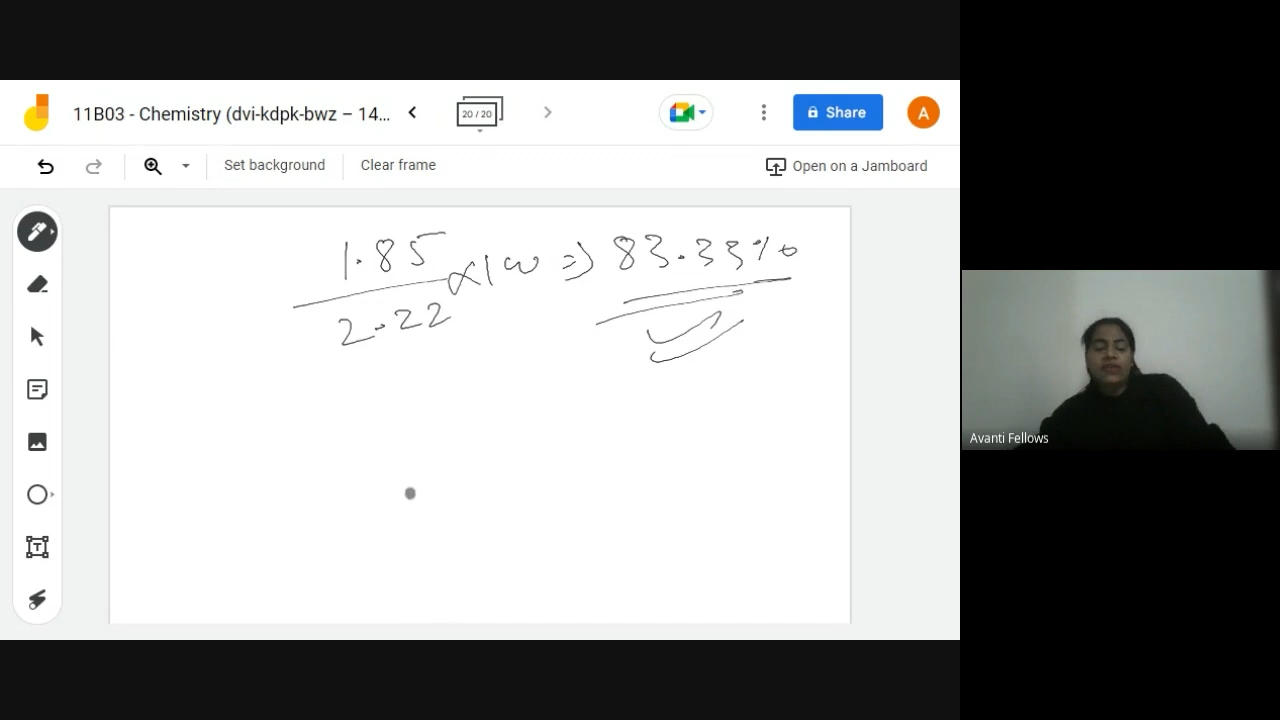 11B03 - Chemistry (dvi-kdpk-bwz – 14...
20 / 20
Share
A
Set background
Clear frame
Open on a Jamboard
1.85
2.22
×100 => 83.33%
T
Avanti Fellows